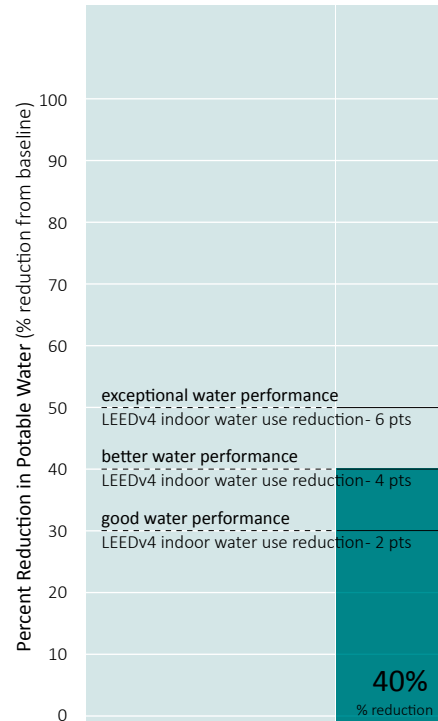 Percent Reduction in Potable Water (% reduction from baseline)
100
90
80
70
60
exceptional water performance
50
LEEDv4 indoor water use reduction- 6 pts
better water performance
40
LEEDv4 indoor water use reduction- 4 pts
good water performance
30
LEEDv4 indoor water use reduction- 2 pts
20
10
40%
% reduction
0